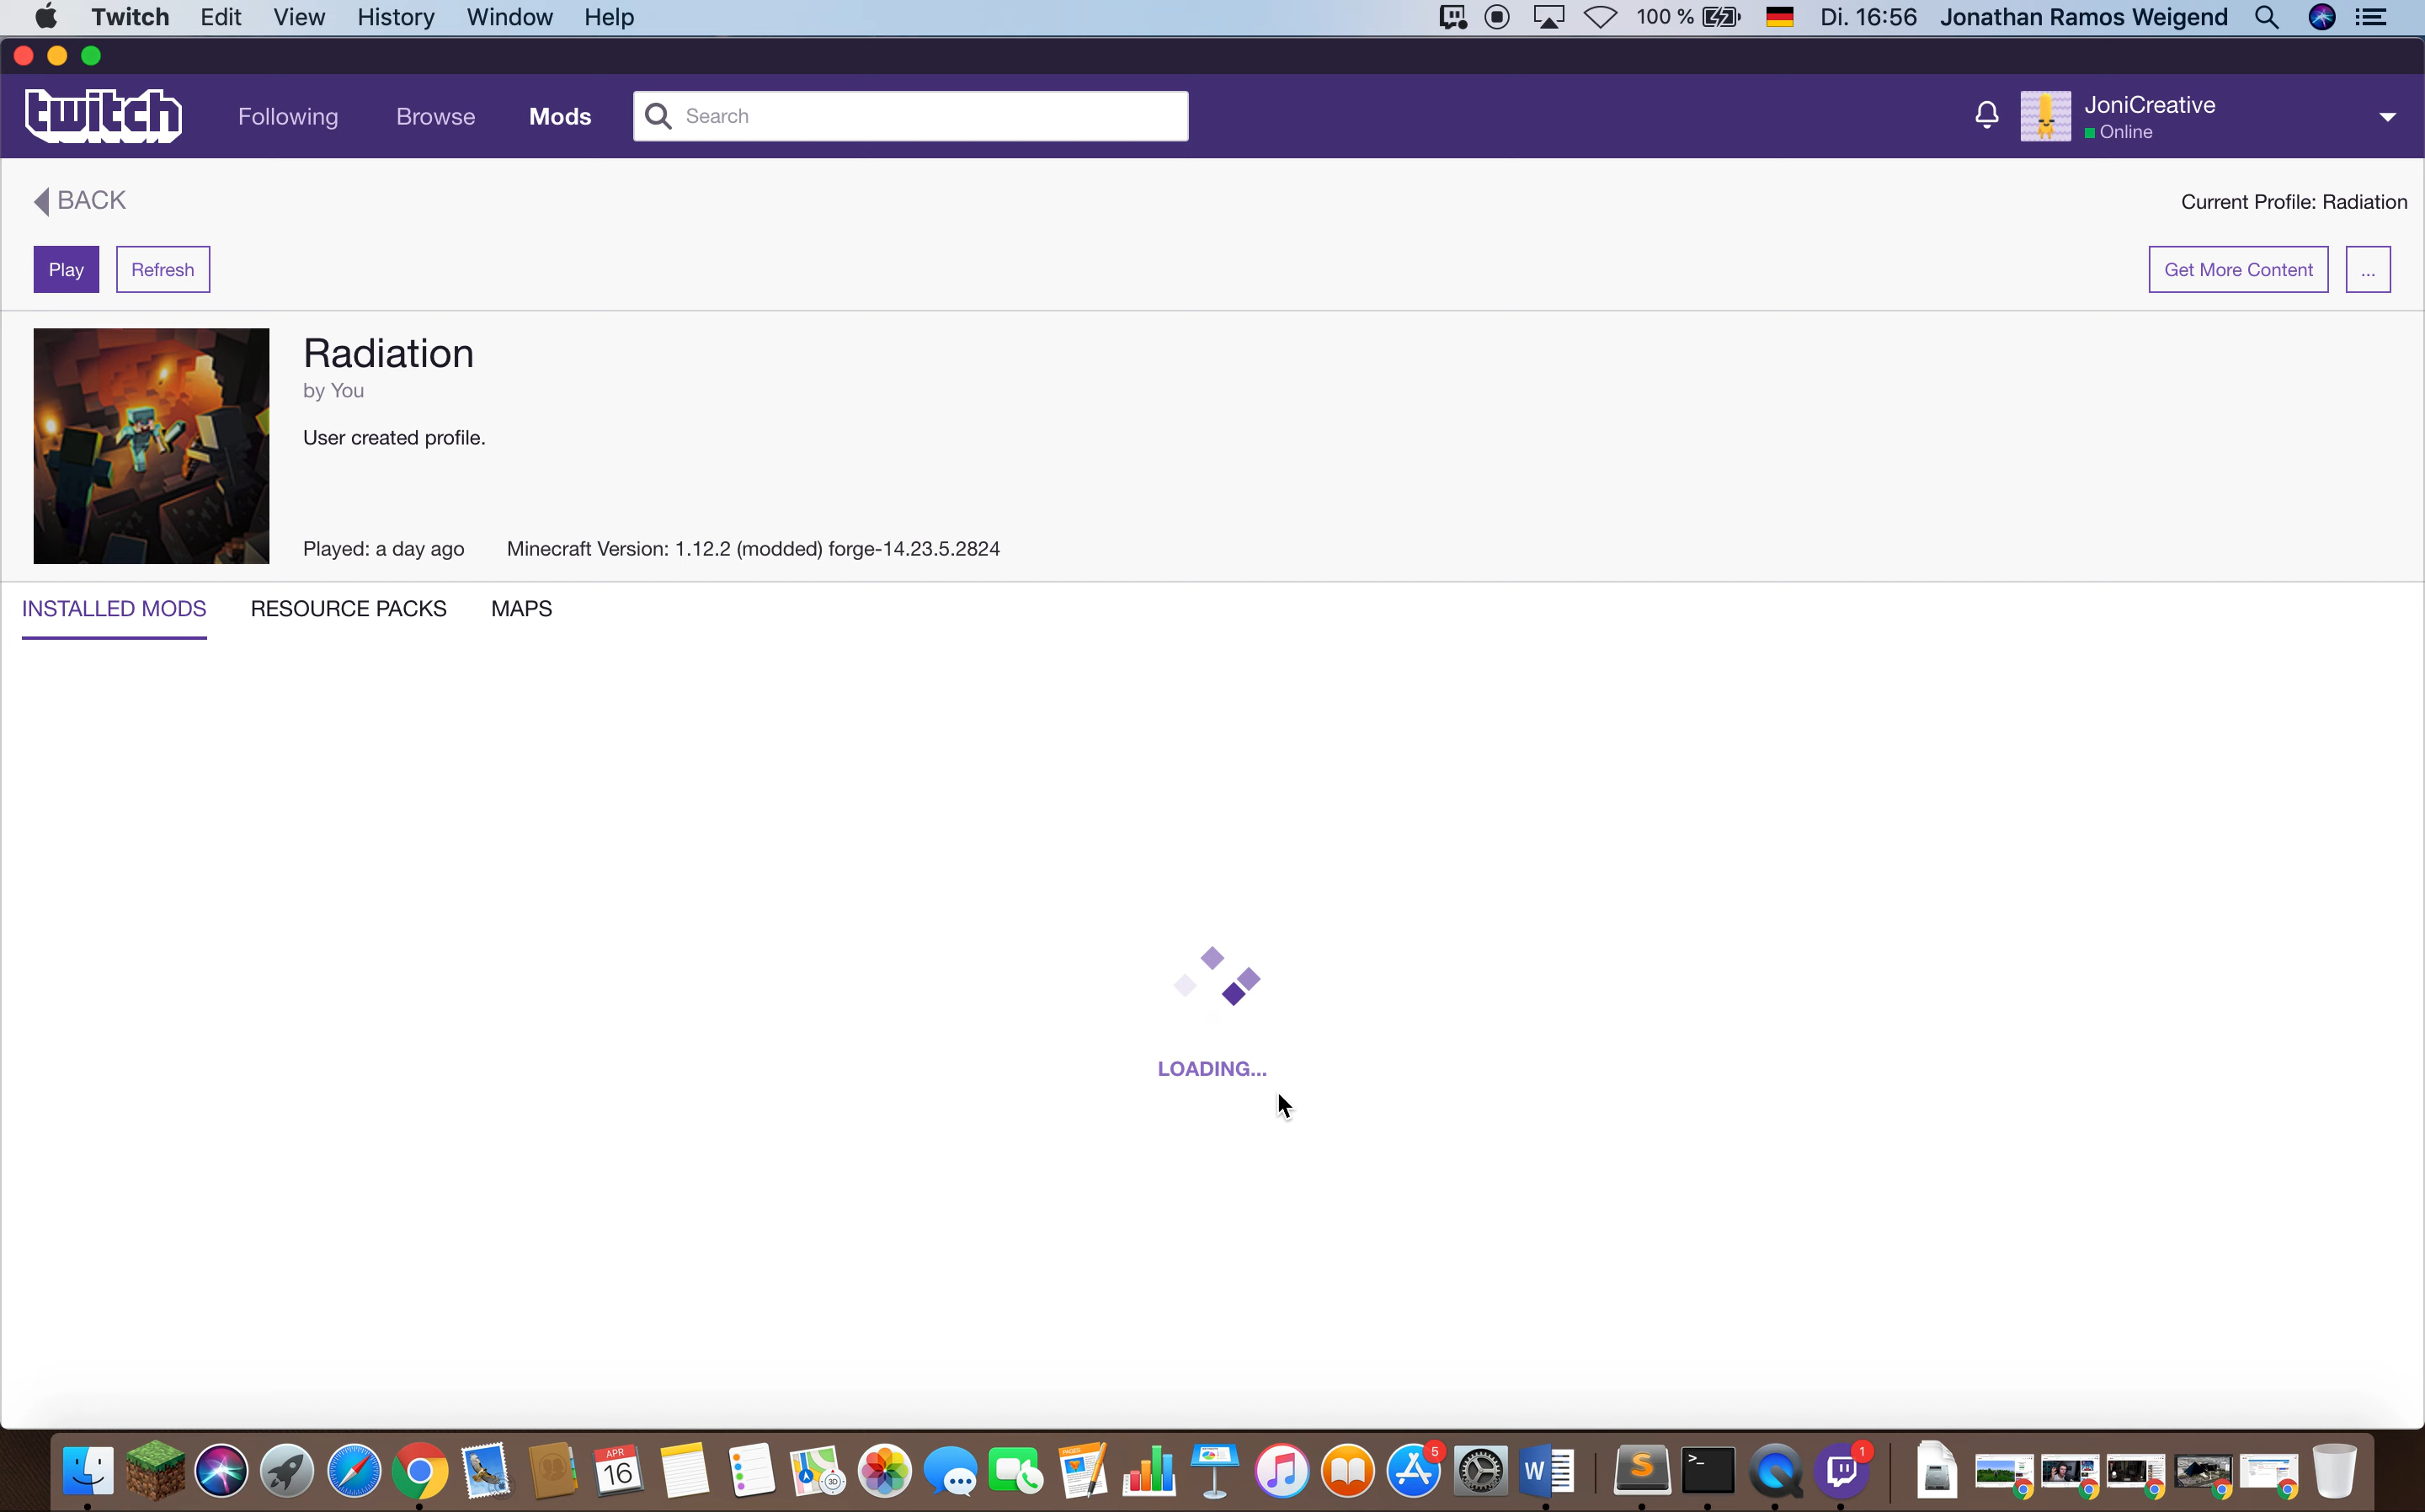 Twitch Edit View History Window Help 100 % Di. 16:56 Jonathan Ramos Weigend
twitch Following Browse Mods Search JoniCreative
Online
BACK Current Profile: Radiation
Play Refresh Get More Content ...
Radiation
by You
User created profile.
Played: a day ago Minecraft Version: 1.12.2 (modded) forge-14.23.5.2824
INSTALLED MODS RESOURCE PACKS MAPS
LOADING...
APR
16
3D
PAGES
5
W
S
>_
1